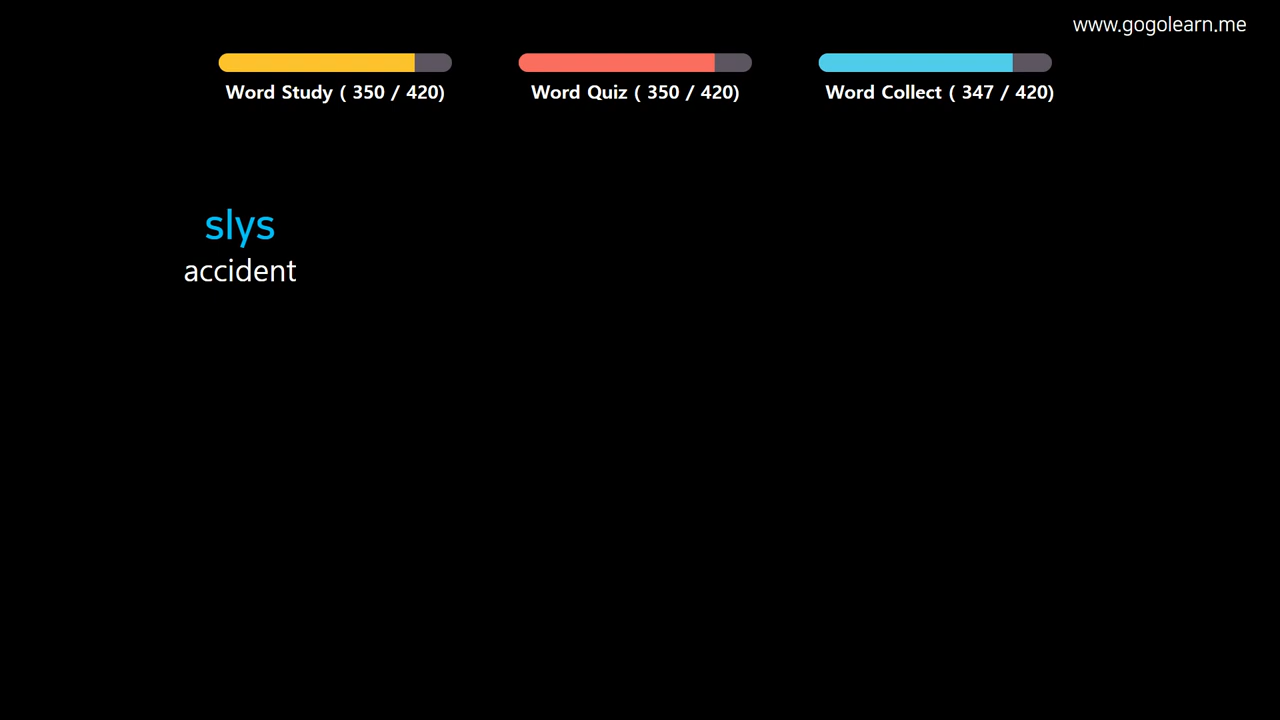 www.gogolearn.me
Word Study ( 350 / 420)
Word Quiz ( 350 / 420)
Word Collect ( 347 / 420)
slys
accident